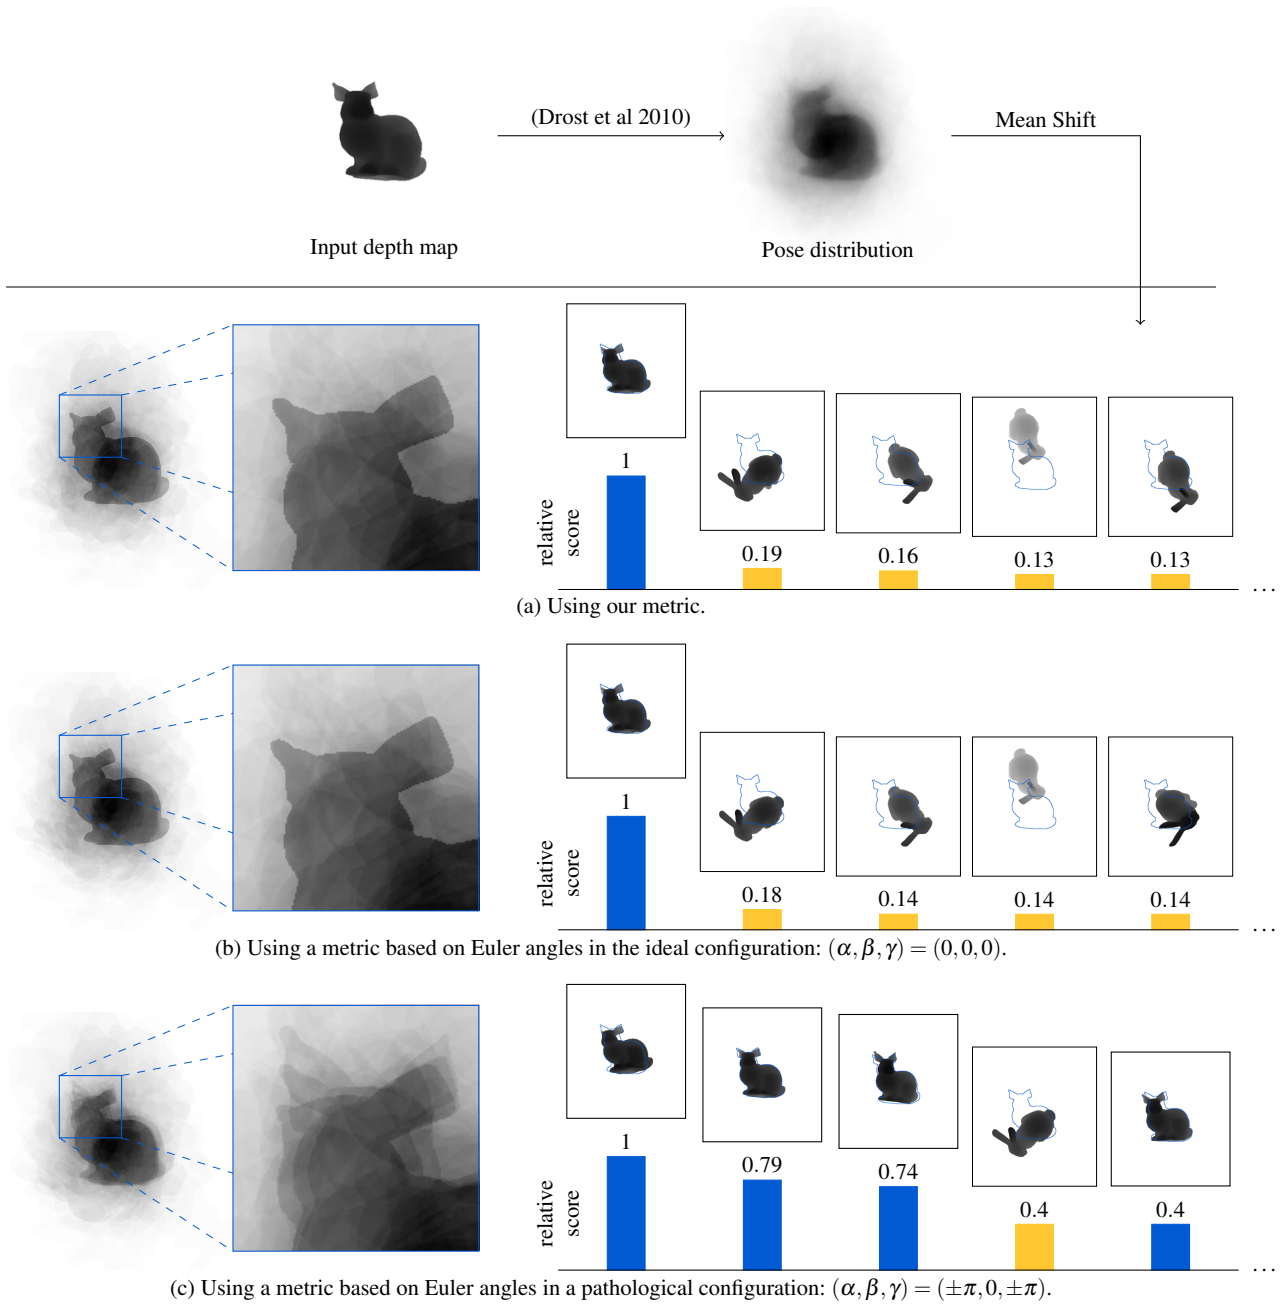 (Drost et al 2010)
Mean Shift
Input depth map
Pose distribution
relative
score
1
0.19
0.16
0.13
0.13
...
(a) Using our metric.
relative
score
1
0.18
0.14
0.14
0.14
...
(b) Using a metric based on Euler angles in the ideal configuration: (α, β, γ) = (0, 0, 0).
relative
score
1
0.79
0.74
0.4
0.4
...
(c) Using a metric based on Euler angles in a pathological configuration: (α, β, γ) = (±π, 0, ±π).